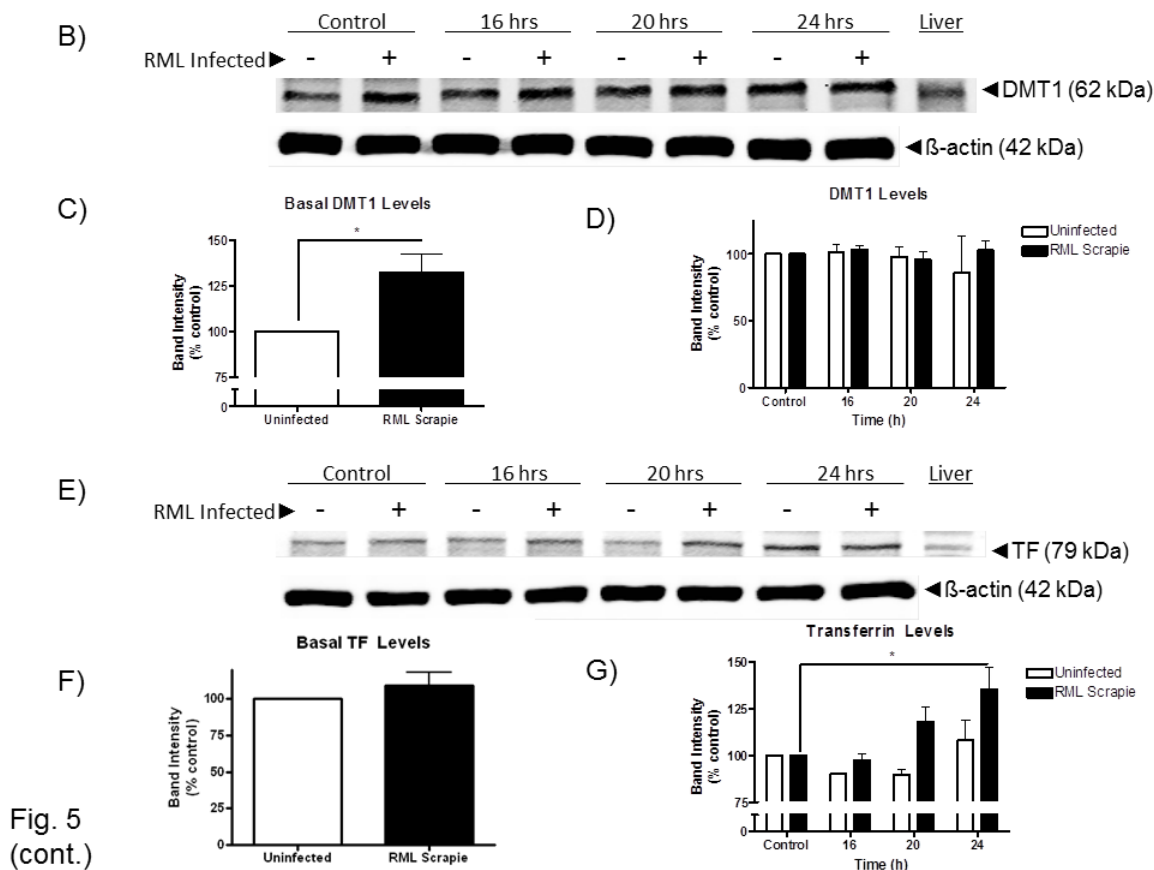 B)
Control 16 hrs 20 hrs 24 hrs Liver
RML Infected - + - + - + - +
DMT1 (62 kDa)
ß-actin (42 kDa)
C)
Basal DMT1 Levels
*
Band Intensity
(% control)
150
125
100
75
0
Uninfected RML Scrapie
D)
DMT1 Levels
Uninfected
RML Scrapie
Band Intensity
(% control)
100
50
0
Control 16 20 24
Time (h)
E)
Control 16 hrs 20 hrs 24 hrs Liver
RML Infected - + - + - + - +
TF (79 kDa)
ß-actin (42 kDa)
F)
Basal TF Levels
Band Intensity
(% control)
100
75
50
25
0
Uninfected RML Scrapie
G)
Transferrin Levels
*
Uninfected
RML Scrapie
Band Intensity
(% control)
150
125
100
75
0
Control 16 20 24
Time (h)
Fig. 5
(cont.)